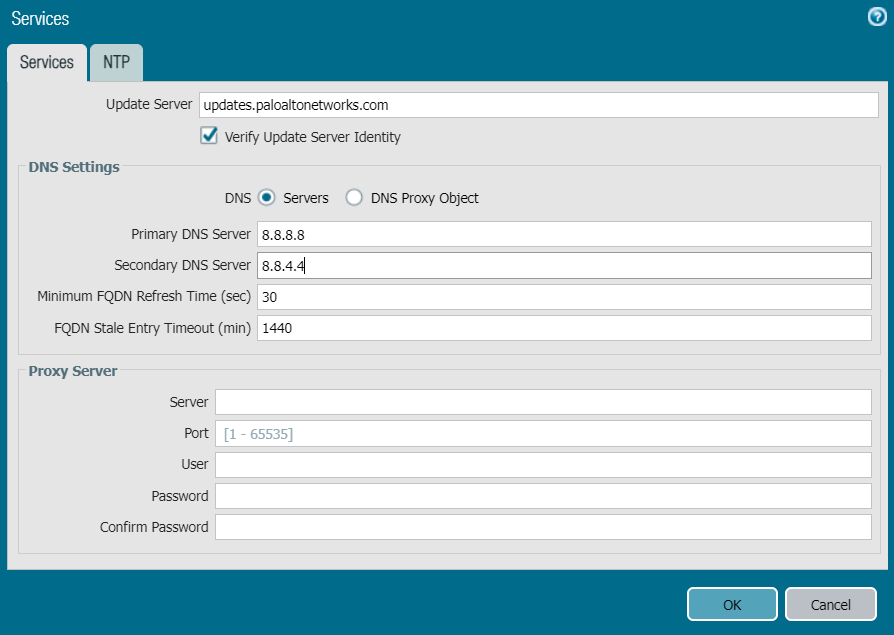 Services
Services NTP
Update Server updates.paloaltonetworks.com
Verify Update Server Identity
DNS Settings
DNS Servers DNS Proxy Object
Primary DNS Server 8.8.8.8
Secondary DNS Server 8.8.4.4
Minimum FQDN Refresh Time (sec) 30
FQDN Stale Entry Timeout (min) 1440
Proxy Server
Server
Port [1 - 65535]
User
Password
Confirm Password
OK Cancel